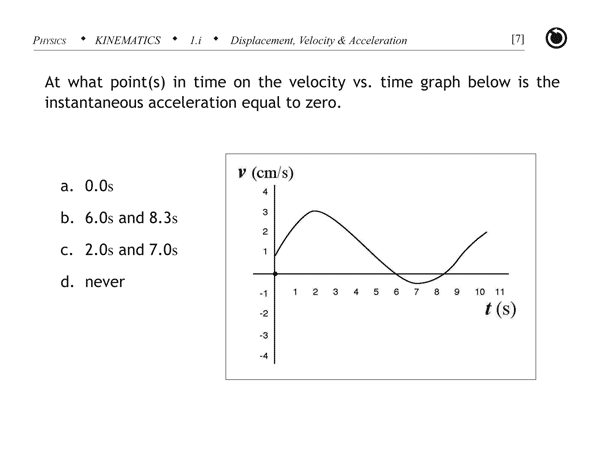 PHYSICS ◆ KINEMATICS ◆ 1.i ◆ Displacement, Velocity & Acceleration [7]
At what point(s) in time on the velocity vs. time graph below is the
instantaneous acceleration equal to zero.
a. 0.0s
b. 6.0s and 8.3s
c. 2.0s and 7.0s
d. never
v (cm/s)
4
3
2
1
-1
-2
-3
-4
1 2 3 4 5 6 7 8 9 10 11
t (s)